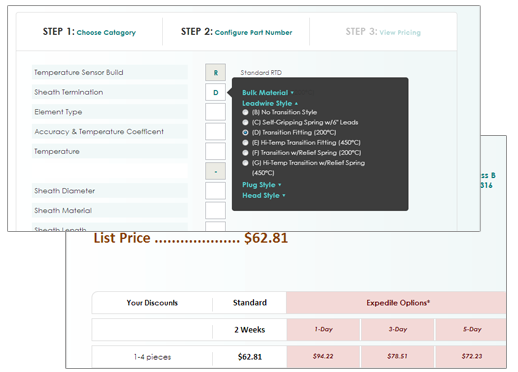 STEP 1: Choose Catagory
STEP 2: Configure Part Number
STEP 3: View Pricing
Temperature Sensor Build R Standard RTD
Sheath Termination D
Element Type
Accuracy & Temperature Coefficent
Temperature
-
Sheath Diameter
Sheath Material
Sheath Length
Bulk Material
Leadwire Style
(B) No Transition Style
(C) Self-Gripping Spring w/6" Leads
(D) Transition Fitting (200°C)
(E) Hi-Temp Transition Fitting (450°C)
(F) Transition w/Relief Spring (200°C)
(G) Hi-Temp Transition w/Relief Spring
(450°C)
Plug Style
Head Style
ss B
316
List Price .................... $62.81
Your Discounts Standard Expedite Options*
2 Weeks 1-Day 3-Day 5-Day
1-4 pieces $62.81 $94.22 $78.51 $72.23